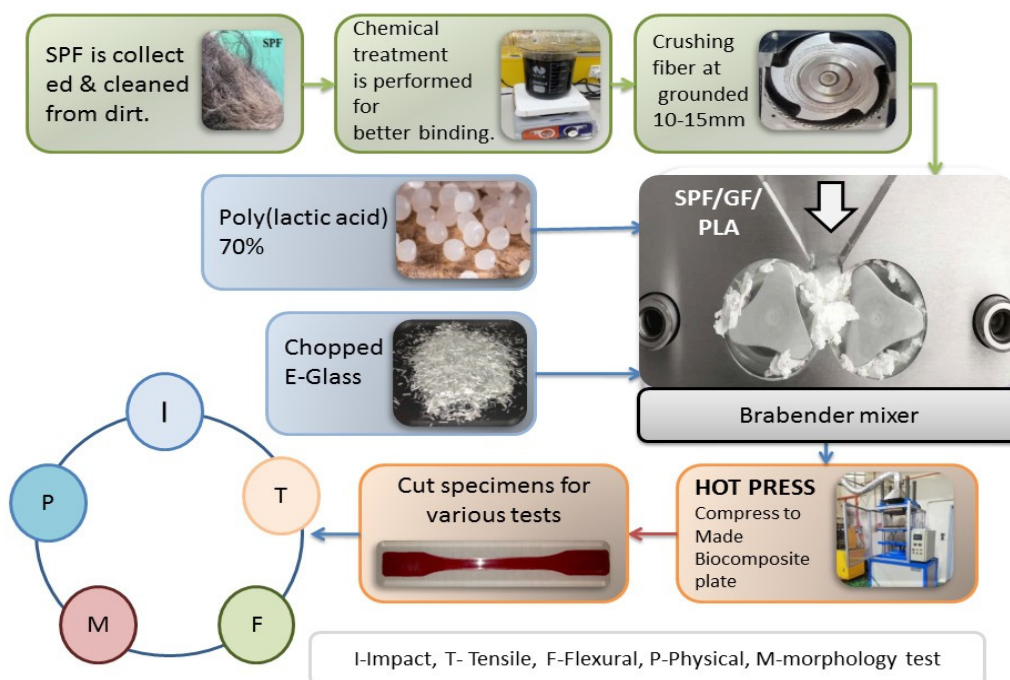 SPF is collect
ed & cleaned
from dirt.
SPF
Chemical
treatment
is performed
for
better binding.
Crushing
fiber at
grounded
10-15mm
Poly(lactic acid)
70%
SPF/GF/
PLA
Chopped
E-Glass
Brabender mixer
HOT PRESS
Compress to
Made
Biocomposite
plate
Cut specimens for
various tests
I
T
F
M
P
I-Impact, T- Tensile, F-Flexural, P-Physical, M-morphology test